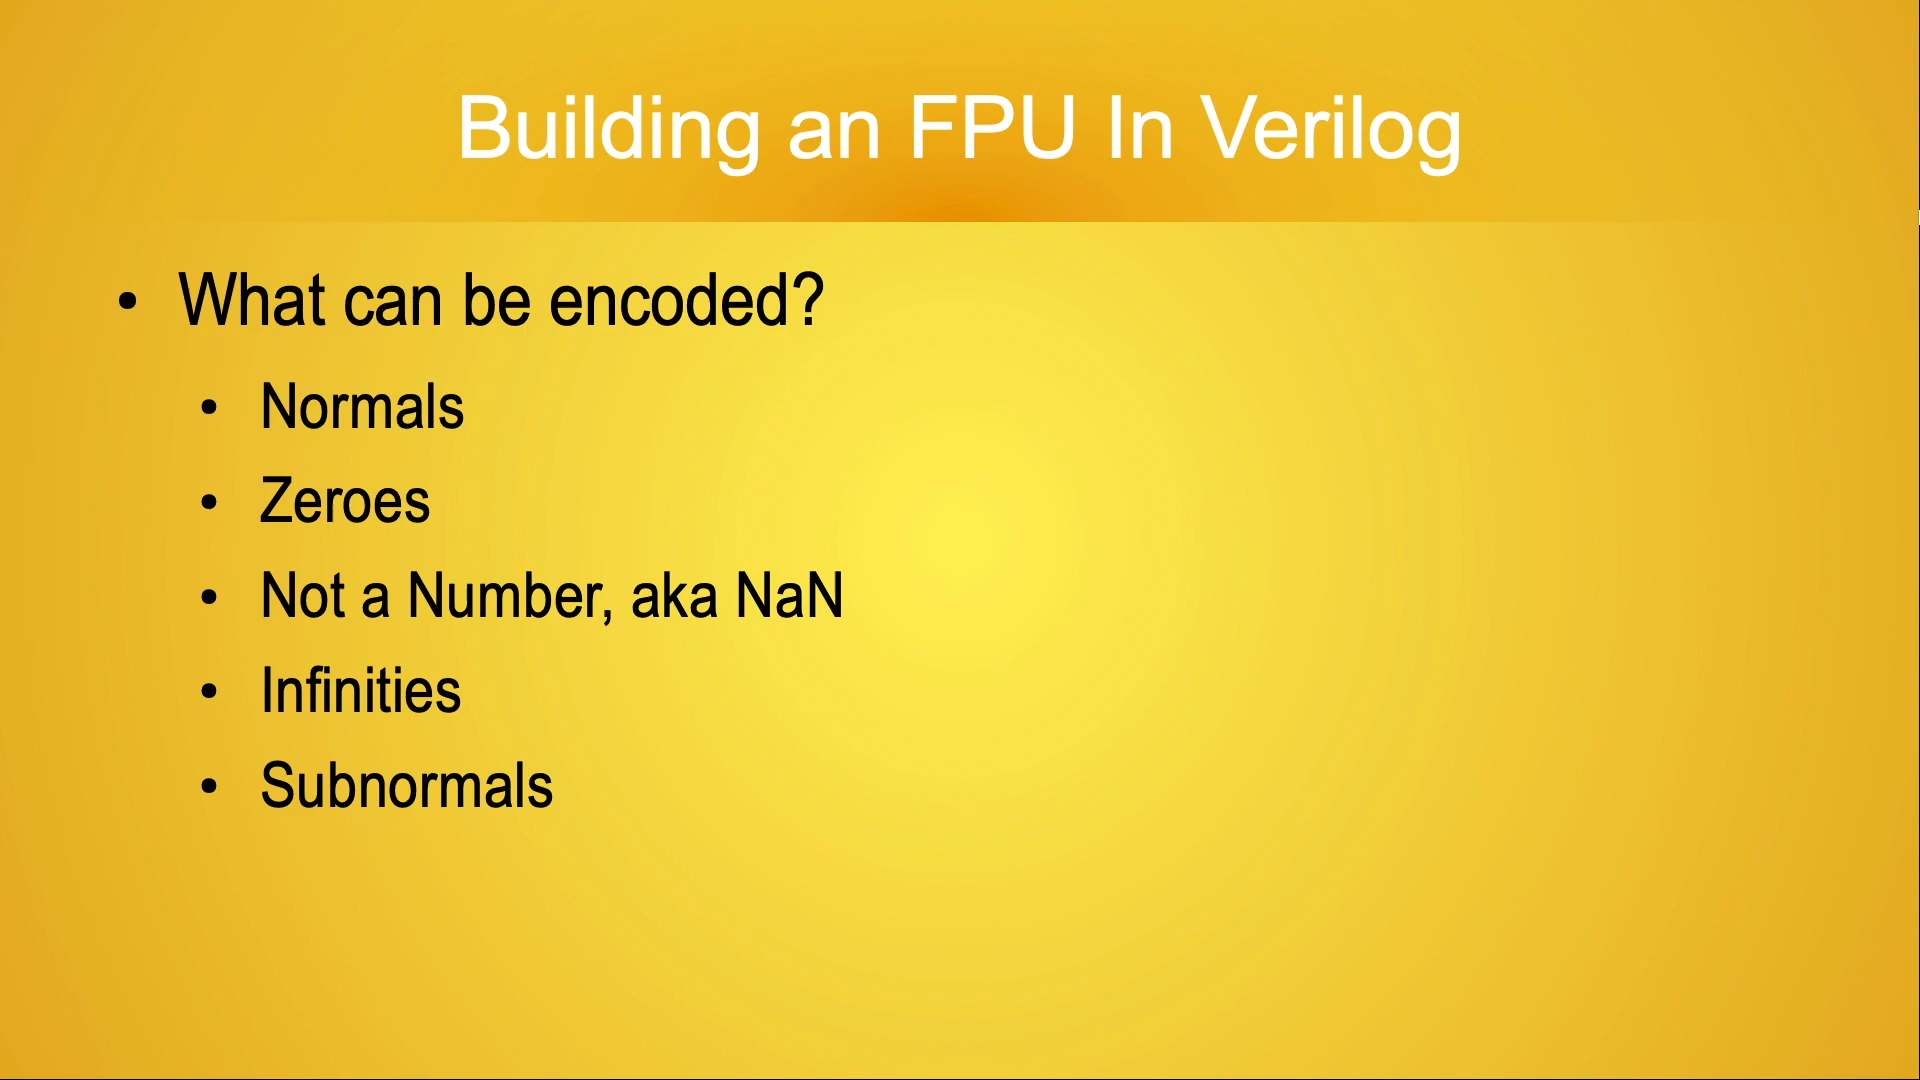 Building an FPU In Verilog
• What can be encoded?
• Normals
• Zeroes
• Not a Number, aka NaN
• Infinities
• Subnormals